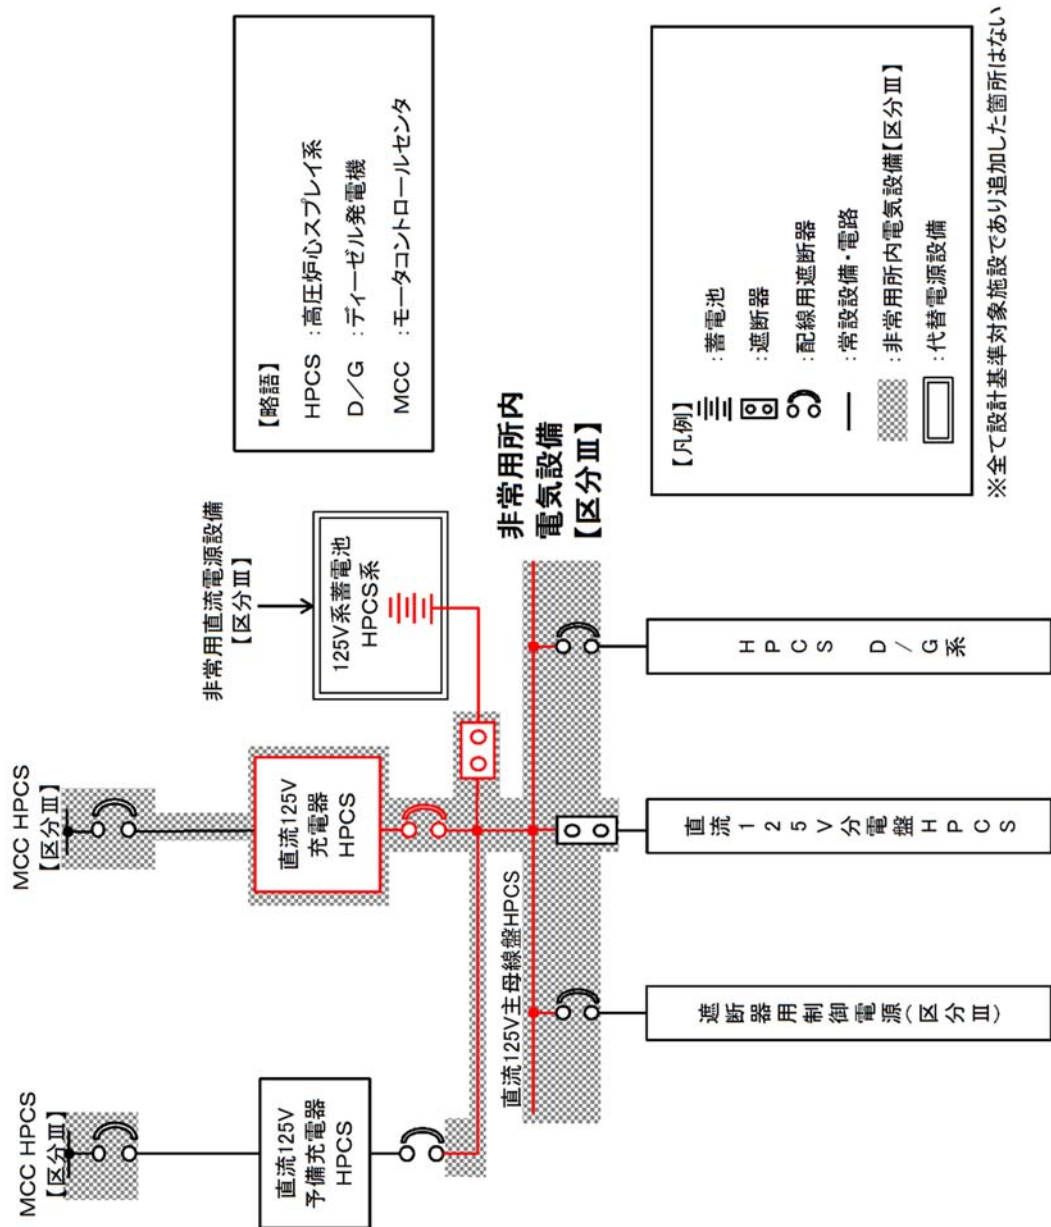 MCC HPCS
【区分Ⅲ】
MCC HPCS
【区分Ⅲ】
非常用直流電源設備
【区分Ⅲ】
直流125V
予備充電器
HPCS
直流125V
充電器
HPCS
125V系蓄電池
HPCS系
直流125V主母線盤HPCS
非常用所内
電気設備
【区分Ⅲ】
遮断器用制御電源(区分Ⅲ)
直流125V分電盤HPCS
HPCS D/G系
【略語】
HPCS :高圧炉心スプレイ系
D/G :ディーゼル発電機
MCC :モータコントロールセンタ
【凡例】
:蓄電池
:遮断器
:配線用遮断器
:常設設備・電路
:非常用所内電気設備【区分Ⅲ】
:代替電源設備
※全て設計基準対象施設であり追加した箇所はない